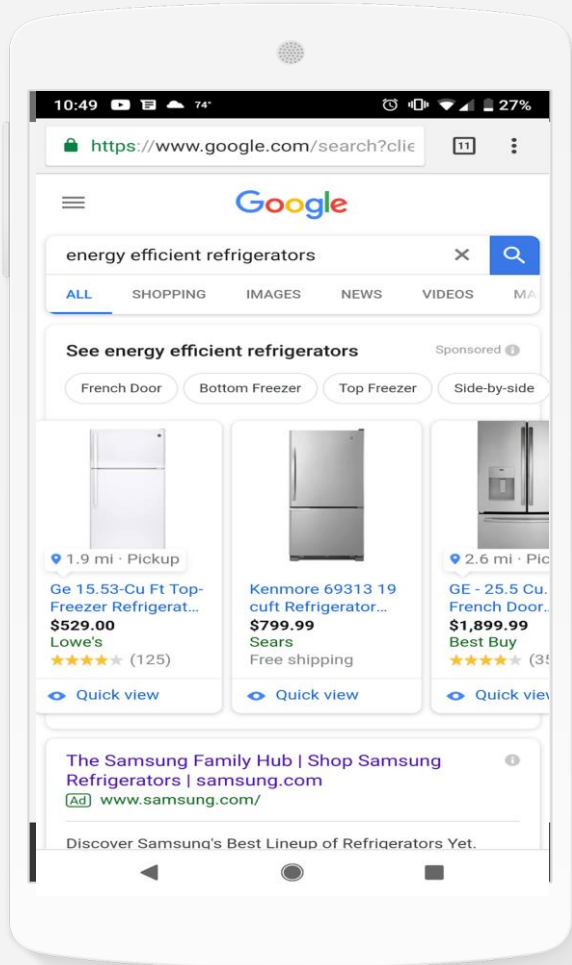 10:49 74° 27%
https://www.google.com/search?clie 11
Google
energy efficient refrigerators
ALL SHOPPING IMAGES NEWS VIDEOS MA
See energy efficient refrigerators Sponsored
French Door Bottom Freezer Top Freezer Side-by-side
1.9 mi · Pickup 2.6 mi · Pic
Ge 15.53-Cu Ft Top- Kenmore 69313 19 GE - 25.5 Cu.
Freezer Refrigerat... cuft Refrigerator... French Door..
$529.00 $799.99 $1,899.99
Lowe's Sears Best Buy
(125) Free shipping (35
Quick view Quick view Quick vie
The Samsung Family Hub | Shop Samsung
Refrigerators | samsung.com
Ad www.samsung.com/
Discover Samsung's Best Lineup of Refrigerators Yet.